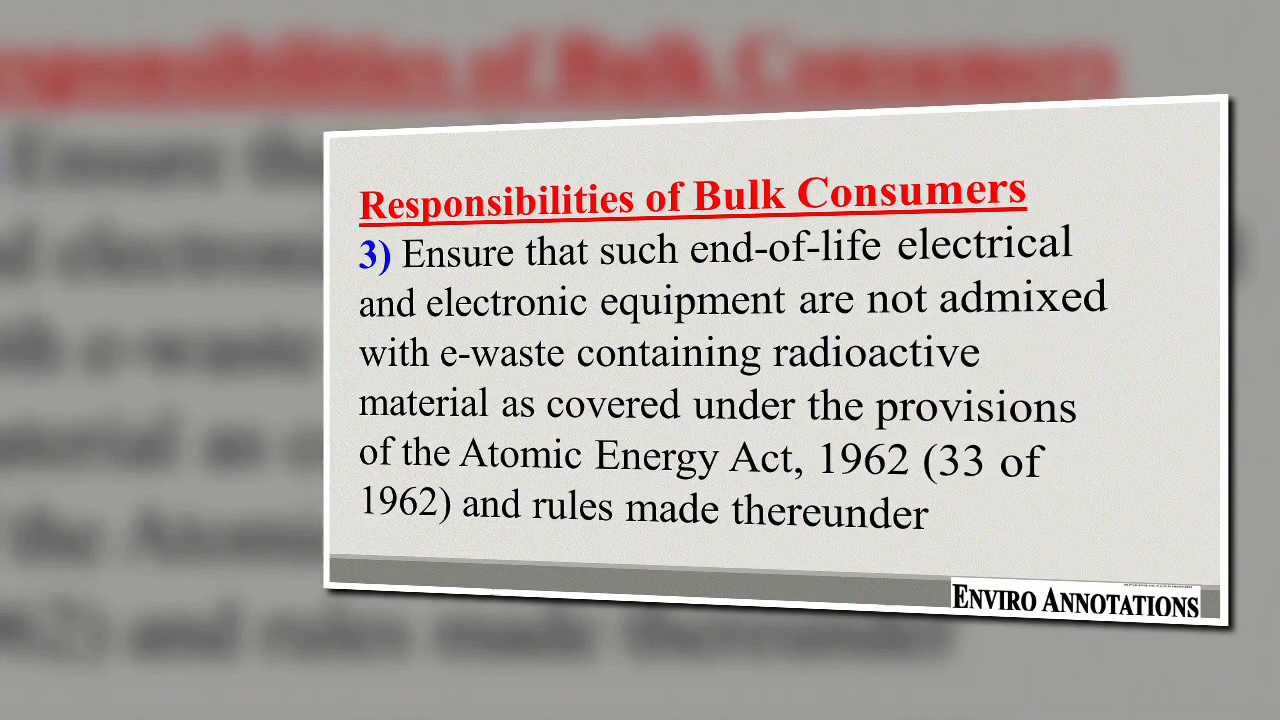 Responsibilities of Bulk Consumers
3) Ensure that such end-of-life electrical
and electronic equipment are not admixed
with e-waste containing radioactive
material as covered under the provisions
of the Atomic Energy Act, 1962 (33 of
1962) and rules made thereunder
ENVIRO ANNOTATIONS